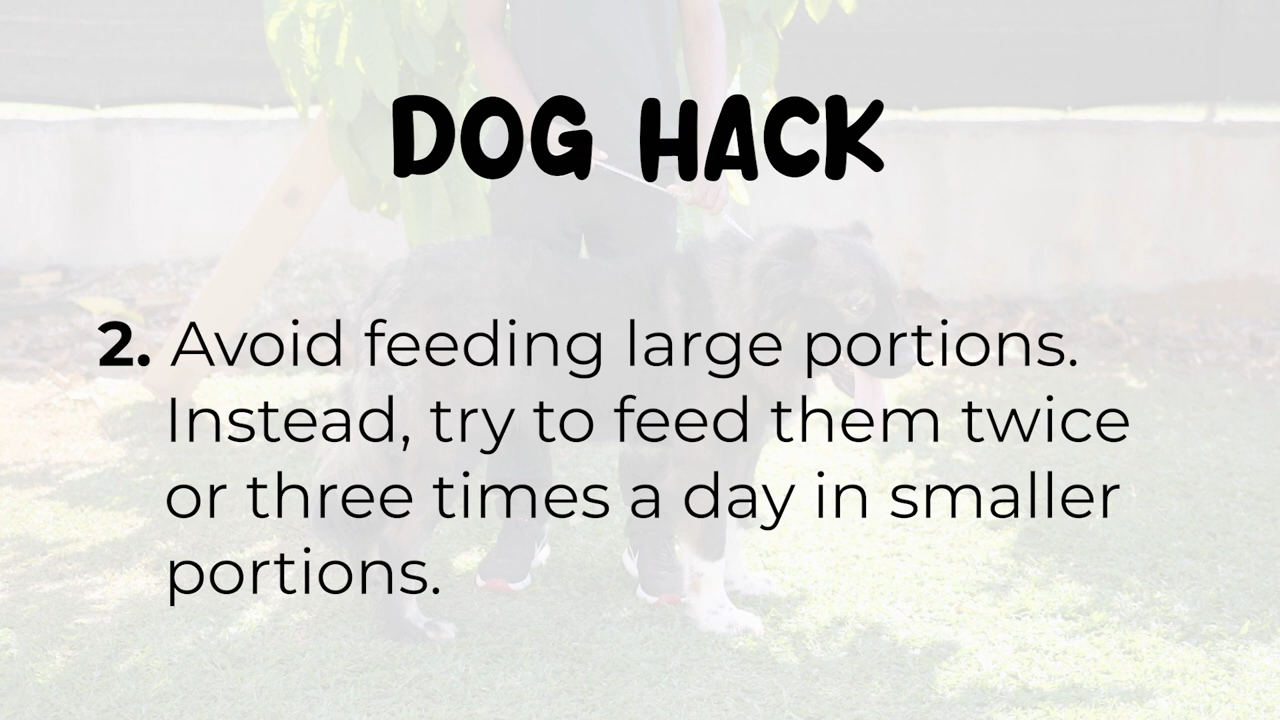 DOG HACK
2. Avoid feeding large portions.
Instead, try to feed them twice
or three times a day in smaller
portions.